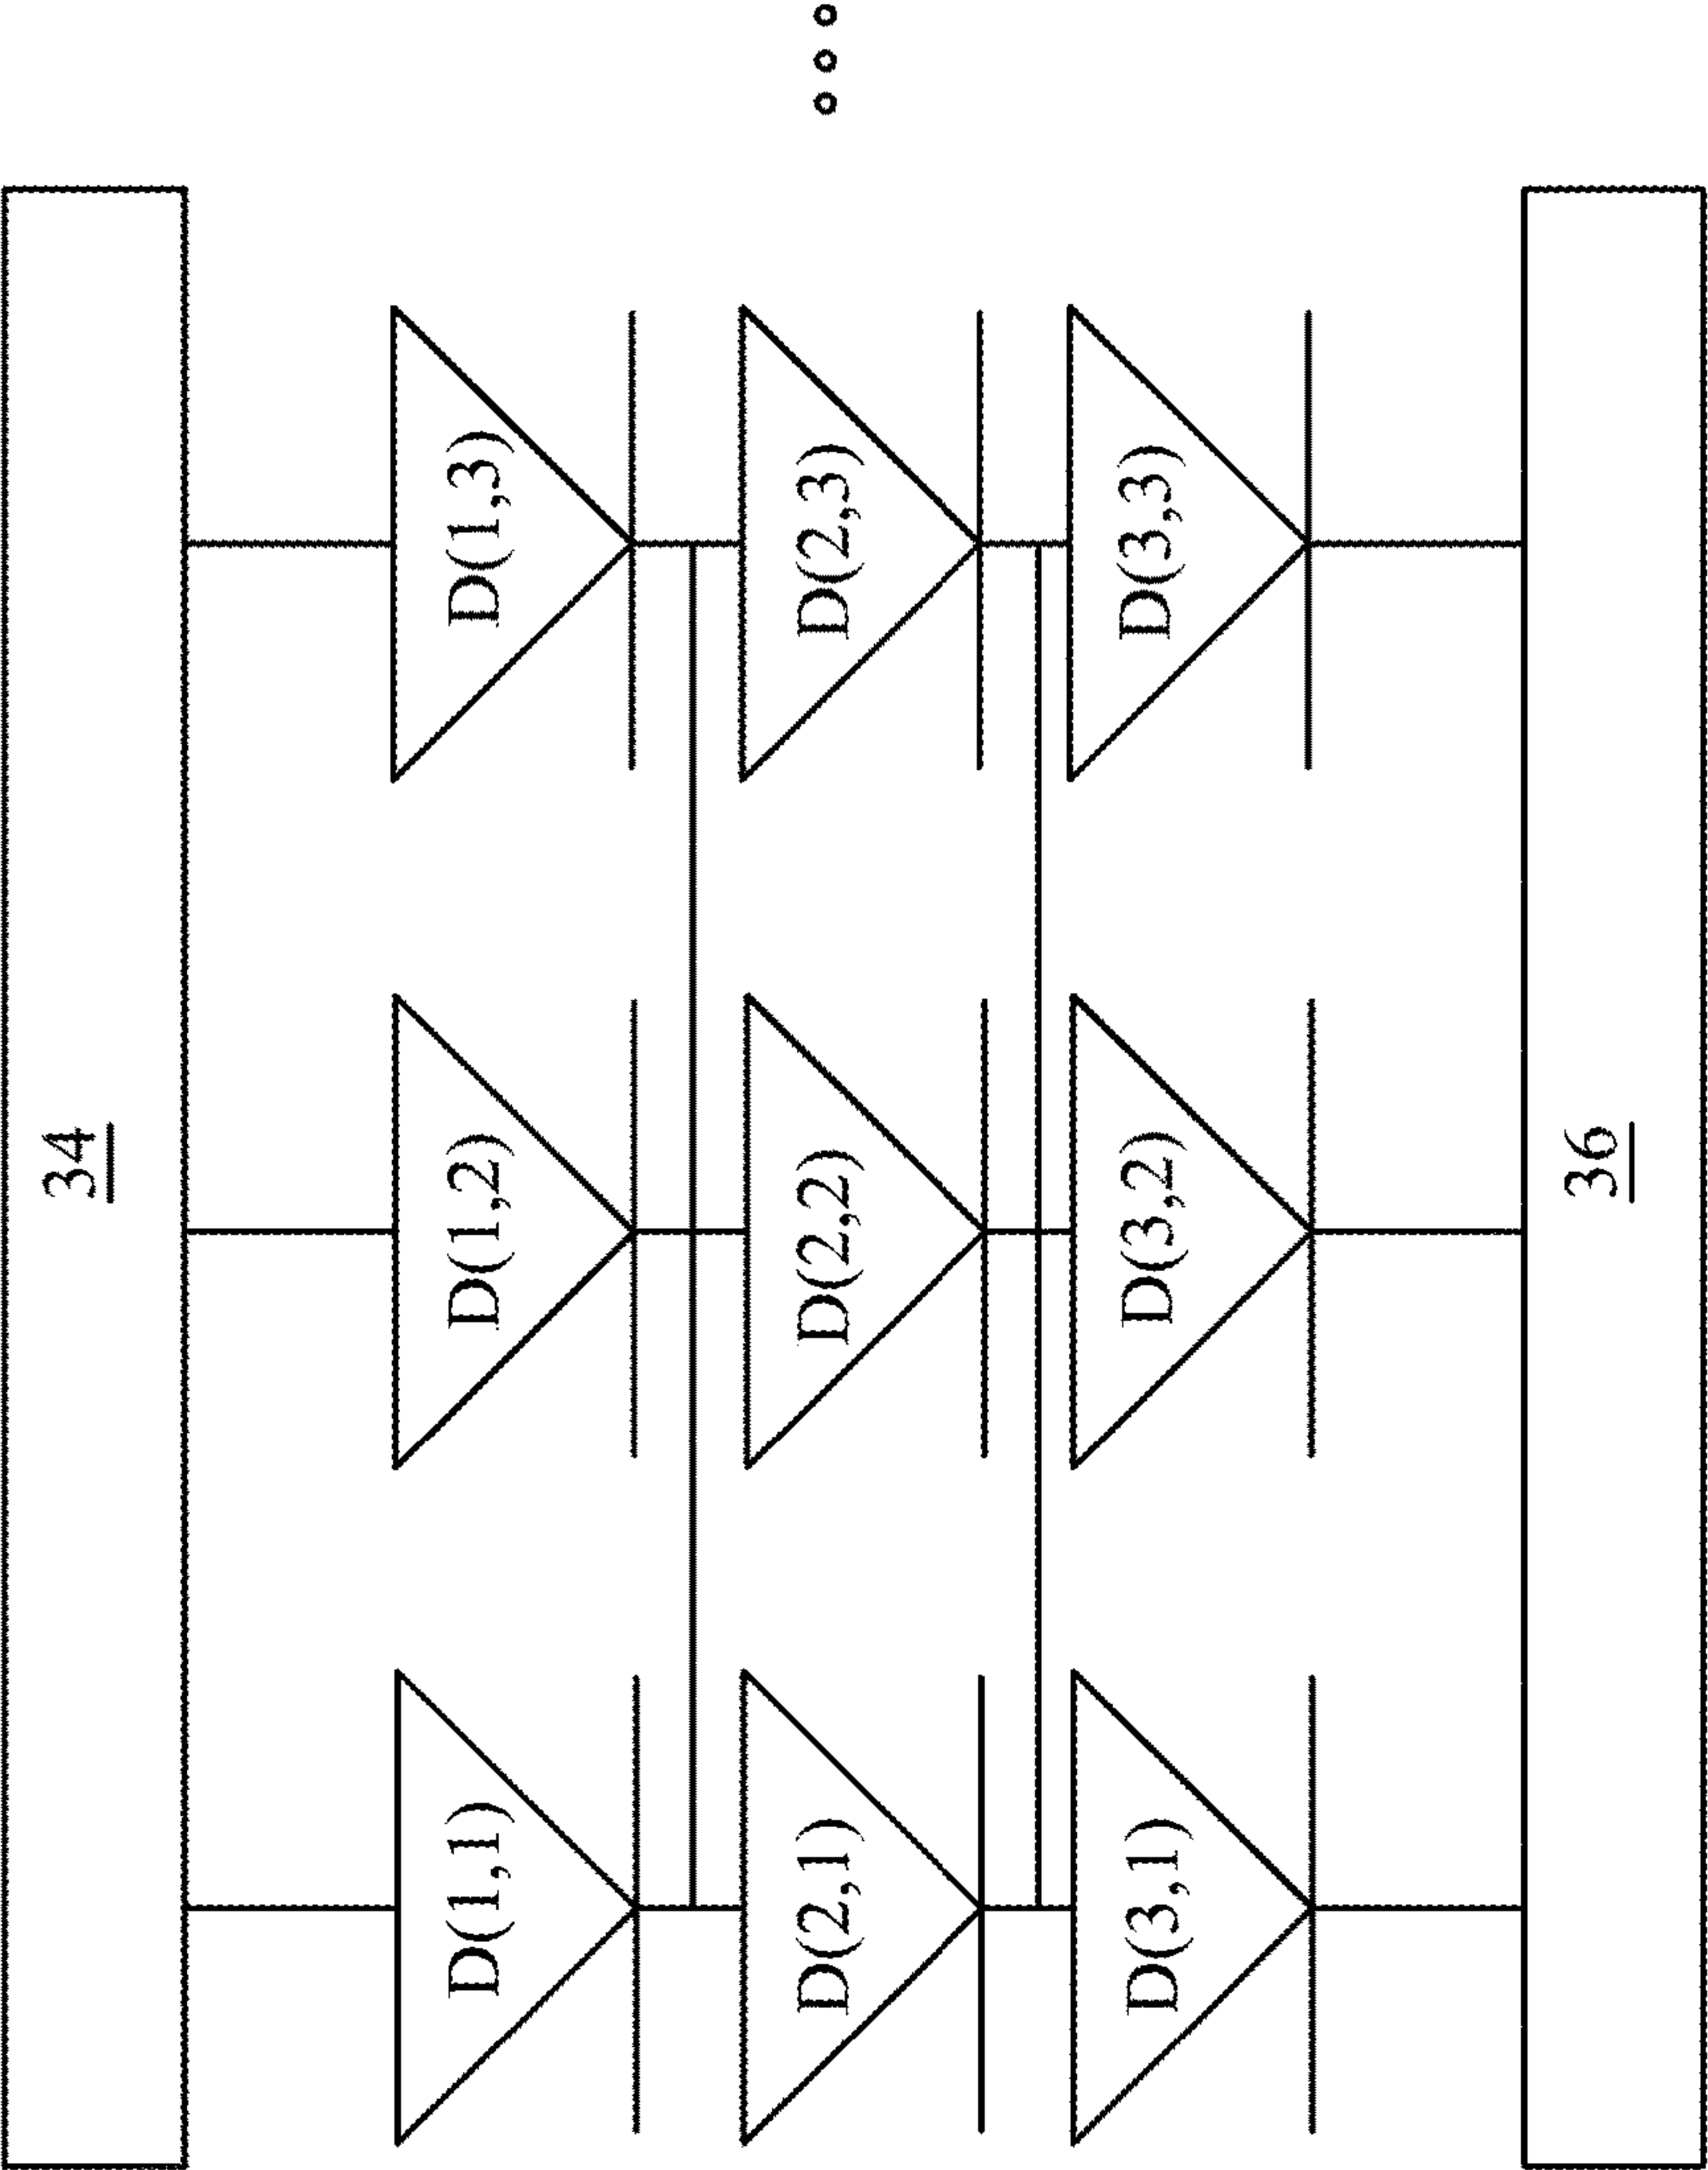 34
D(1,1)
D(1,2)
D(1,3)
D(2,1)
D(2,2)
D(2,3)
D(3,1)
D(3,2)
D(3,3)
36